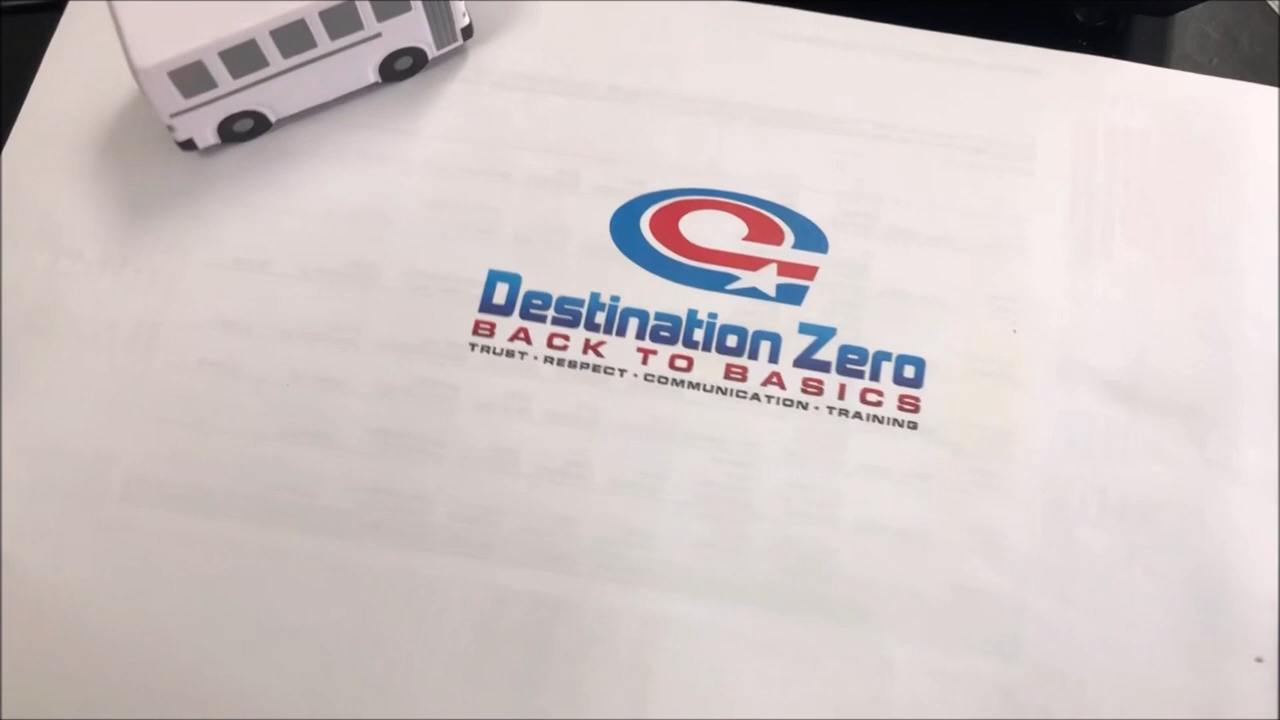 Destination Zero
BACK TO BASICS
TRUST • RESPECT • COMMUNICATION • TRAINING